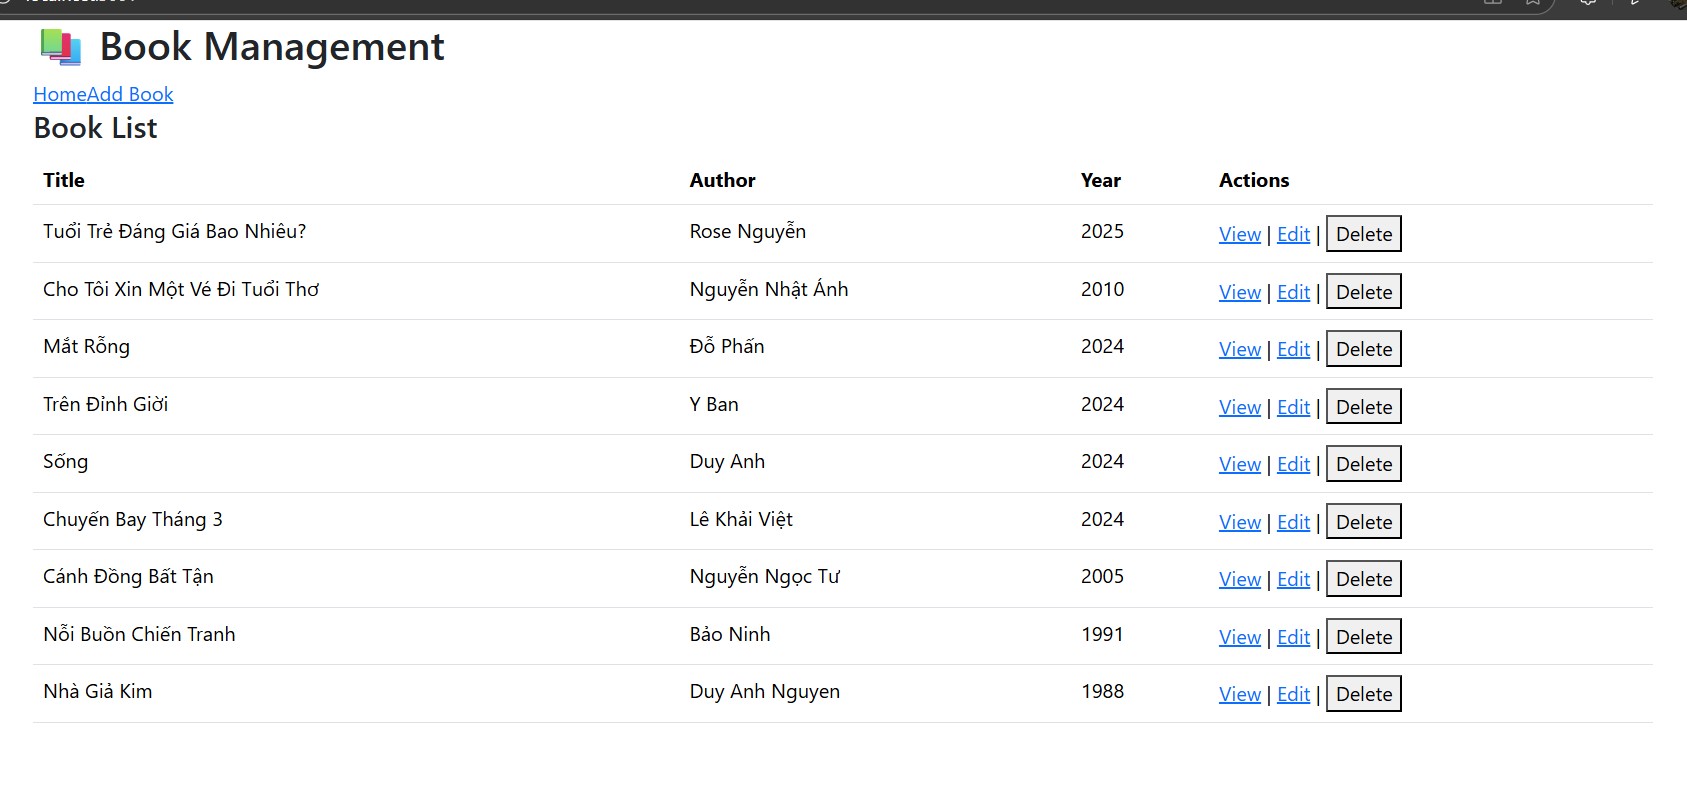 Book Management
HomeAdd Book
Book List
Title Author Year Actions
Tuổi Trẻ Đáng Giá Bao Nhiêu? Rose Nguyễn 2025 View | Edit | Delete
Cho Tôi Xin Một Vé Đi Tuổi Thơ Nguyễn Nhật Ánh 2010 View | Edit | Delete
Mắt Rỗng Đỗ Phấn 2024 View | Edit | Delete
Trên Đỉnh Giời Y Ban 2024 View | Edit | Delete
Sống Duy Anh 2024 View | Edit | Delete
Chuyến Bay Tháng 3 Lê Khải Việt 2024 View | Edit | Delete
Cánh Đồng Bất Tận Nguyễn Ngọc Tư 2005 View | Edit | Delete
Nỗi Buồn Chiến Tranh Bảo Ninh 1991 View | Edit | Delete
Nhà Giả Kim Duy Anh Nguyen 1988 View | Edit | Delete